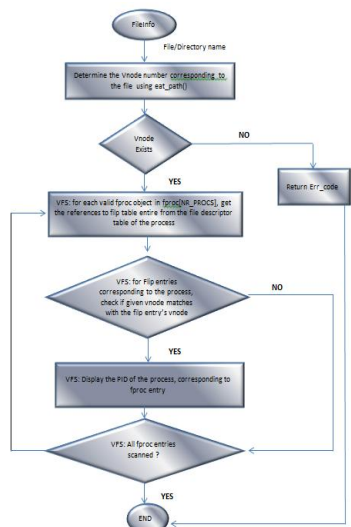 FileInfo
File/Directory name
Determine the Vnode number corresponding to
the file using eat_path()
Vnode
Exists
NO
YES
Return Err_code
VFS: for each valid fproc object in fproc[NR_PROCS], get
the references to flip table entire from the file descriptor
table of the process
VFS: for Filp entries
corresponding to the process,
check if given vnode matches
with the filp entry's vnode
NO
YES
VFS: Display the PID of the process, corresponding to
fproc entry
VFS: All fproc entries
scanned ?
YES
END